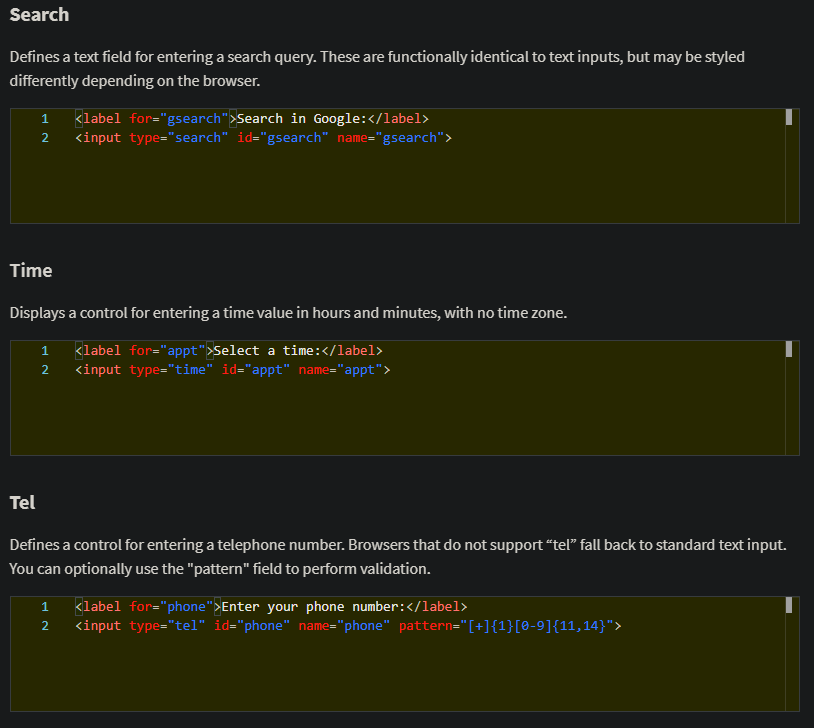 Search
Defines a text field for entering a search query. These are functionally identical to text inputs, but may be styled
differently depending on the browser.
1 <label for="gsearch">Search in Google:</label>
2 <input type="search" id="gsearch" name="gsearch">
Time
Displays a control for entering a time value in hours and minutes, with no time zone.
1 <label for="appt">Select a time:</label>
2 <input type="time" id="appt" name="appt">
Tel
Defines a control for entering a telephone number. Browsers that do not support “tel” fall back to standard text input.
You can optionally use the "pattern" field to perform validation.
1 <label for="phone">Enter your phone number:</label>
2 <input type="tel" id="phone" name="phone" pattern="[+]{1}[0-9]{11,14}">